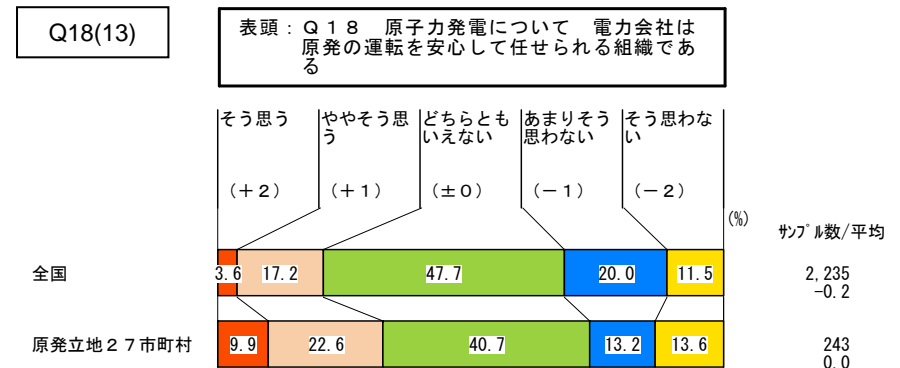 Q18(13)
表頭：Ｑ１８　原子力発電について　電力会社は
原発の運転を安心して任せられる組織であ
る
そう思う
ややそう思
う
どちらとも
いえない
あまりそう
思わない
そう思わな
い
（＋２）
（＋１）
（±０）
（－１）
（－２）
(%)
ｻﾝﾌﾟﾙ数/平均
全国
3.6
17.2
47.7
20.0
11.5
2,235
-0.2
原発立地２７市町村
9.9
22.6
40.7
13.2
13.6
243
0.0